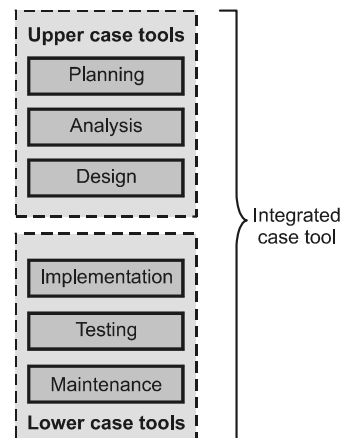 Upper case tools
Planning
Analysis
Design
Integrated
case tool
Implementation
Testing
Maintenance
Lower case tools